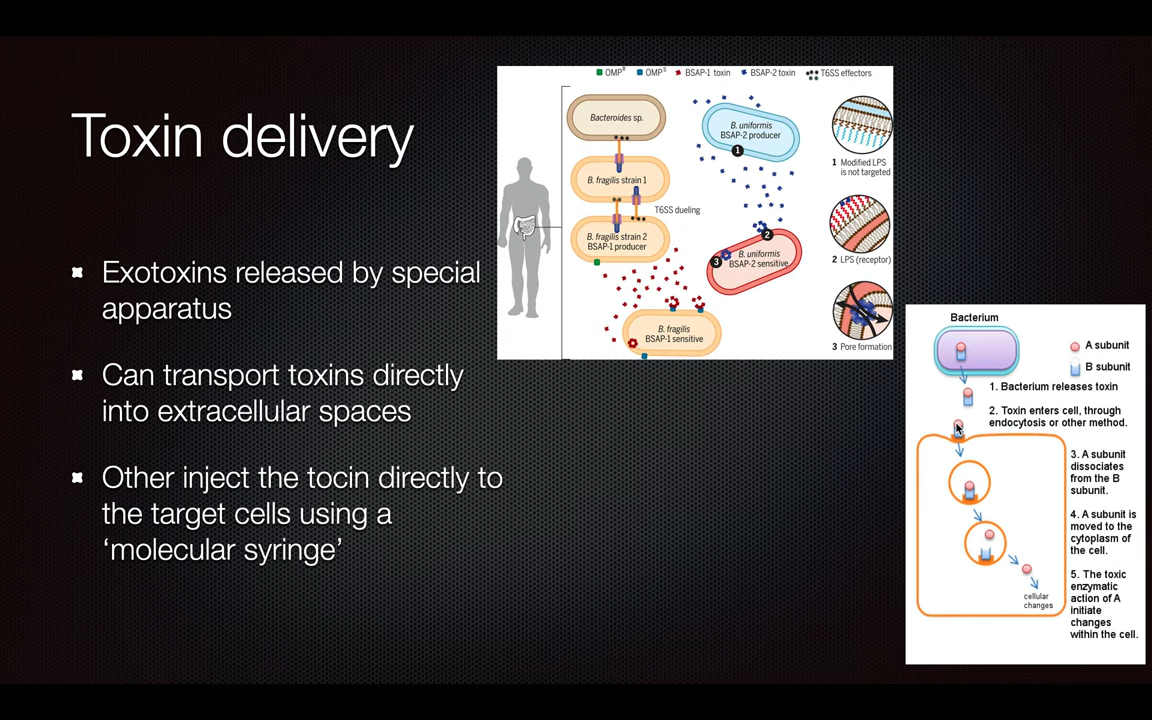 Toxin delivery
Exotoxins released by special
apparatus
Can transport toxins directly
into extracellular spaces
Other inject the tocin directly to
the target cells using a
‘molecular syringe’
OMPᴿ OMPˢ BSAP-1 toxin BSAP-2 toxin T6SS effectors
Bacteroides sp.
B. fragilis strain 1
T6SS dueling
B. fragilis strain 2
BSAP-1 producer
B. fragilis
BSAP-1 sensitive
B. uniformis
BSAP-2 producer
1
2
3
B. uniformis
BSAP-2 sensitive
1 Modified LPS
is not targeted
2 LPS (receptor)
3 Pore formation
Bacterium
A subunit
B subunit
1. Bacterium releases toxin
2. Toxin enters cell, through
endocytosis or other method.
3. A subunit
dissociates
from the B
subunit.
4. A subunit is
moved to the
cytoplasm of
the cell.
5. The toxic
enzymatic
action of A
initiate
changes
within the cell.
cellular
changes